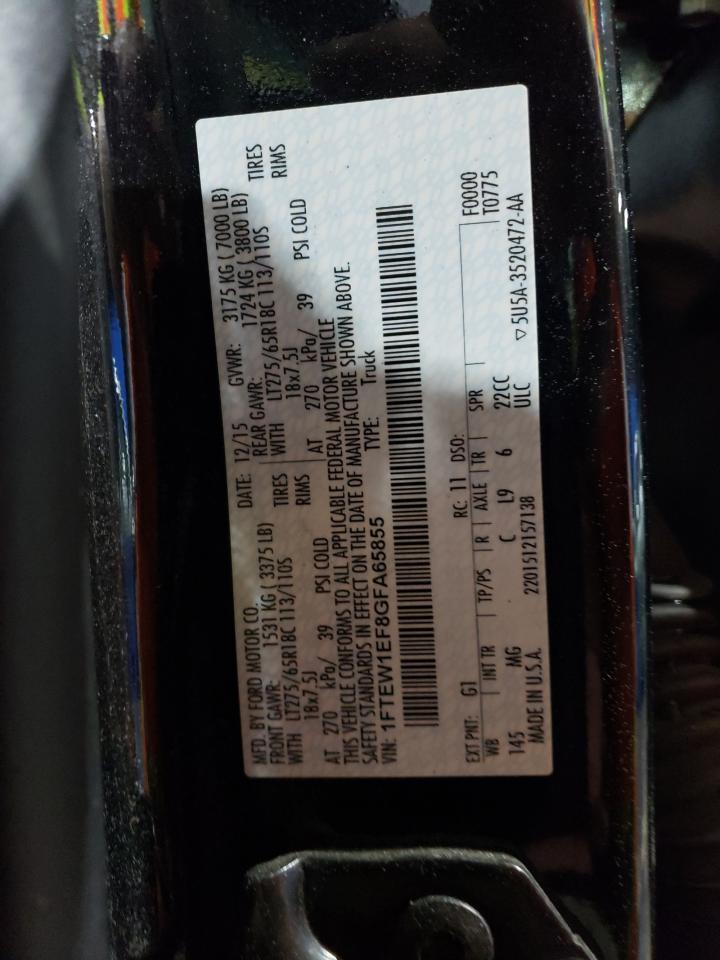 MFD. BY FORD MOTOR CO. DATE: 12/15 GVWR: 3175 KG ( 7000 LB)
FRONT GAWR: 1531 KG ( 3375 LB) REAR GAWR: 1724 KG ( 3800 LB)
WITH LT275/65R18C 113/110S TIRES WITH LT275/65R18C 113/110S TIRES
18x7.5J RIMS 18x7.5J RIMS
AT 270 kPa/ 39 PSI COLD AT 270 kPa/ 39 PSI COLD
THIS VEHICLE CONFORMS TO ALL APPLICABLE FEDERAL MOTOR VEHICLE
SAFETY STANDARDS IN EFFECT ON THE DATE OF MANUFACTURE SHOWN ABOVE.
VIN: 1FTEW1EF8GFA65855 TYPE: Truck
EXT PNT: G1 RC: 11 DSO: F0000
WB INT TR TP/PS R AXLE TR SPR T0775
145 MG C L9 6 22CC
MADE IN U.S.A. 2201512157138 ULC ▽5U5A-3520472-AA